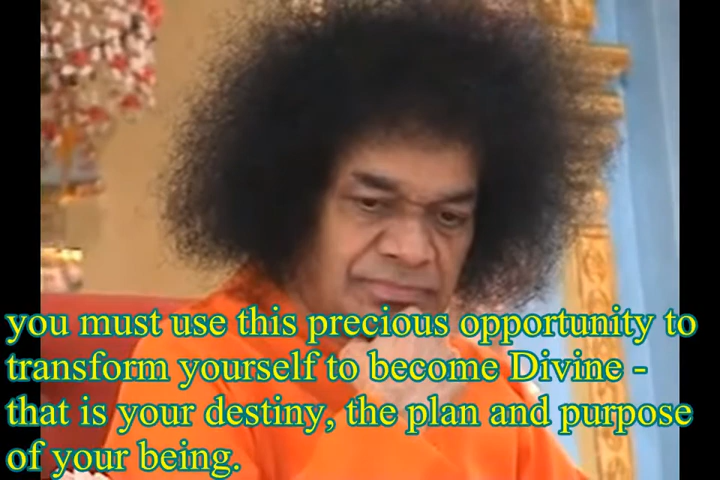 you must use this precious opportunity to
transform yourself to become Divine -
that is your destiny, the plan and purpose
of your being.